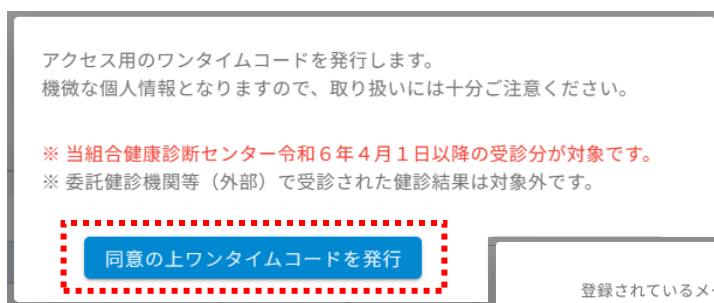 アクセス用のワンタイムコードを発行します。
機微な個人情報となりますので、取り扱いには十分ご注意ください。
※ 当組合健康診断センター令和６年４月１日以降の受診分が対象です。
※ 委託健診機関等（外部）で受診された健診結果は対象外です。
同意の上ワンタイムコードを発行
登録されているメ